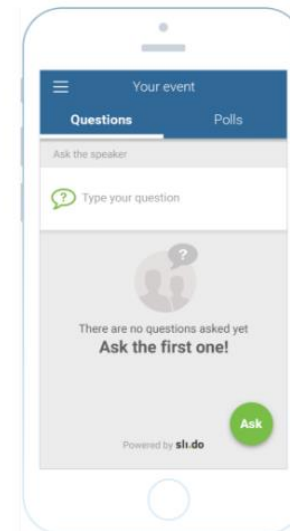 Your event
Questions Polls
Ask the speaker
? Type your question
?
There are no questions asked yet
Ask the first one!
Ask
Powered by sli.do